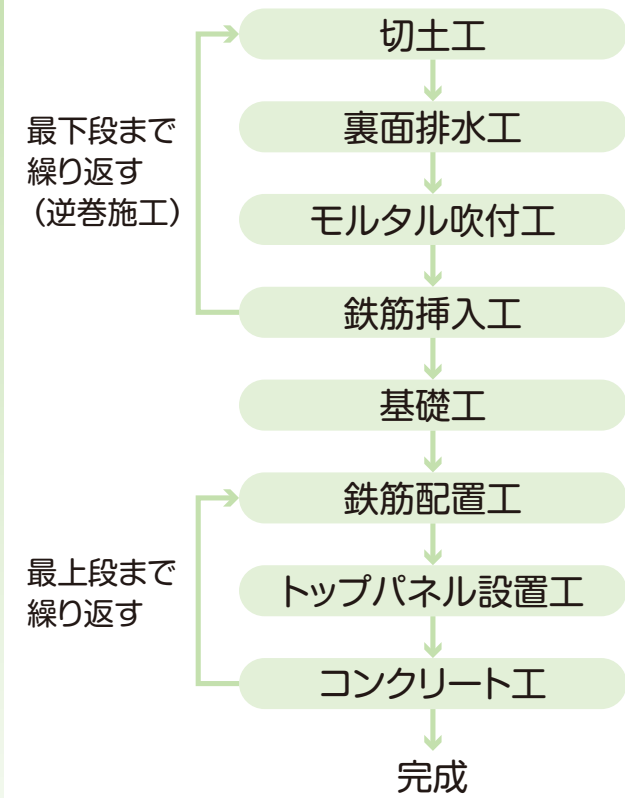 切土工
裏面排水工
最下段まで
繰り返す
（逆巻施工）
モルタル吹付工
鉄筋挿入工
基礎工
鉄筋配置工
最上段まで
繰り返す
トップパネル設置工
コンクリート工
完成